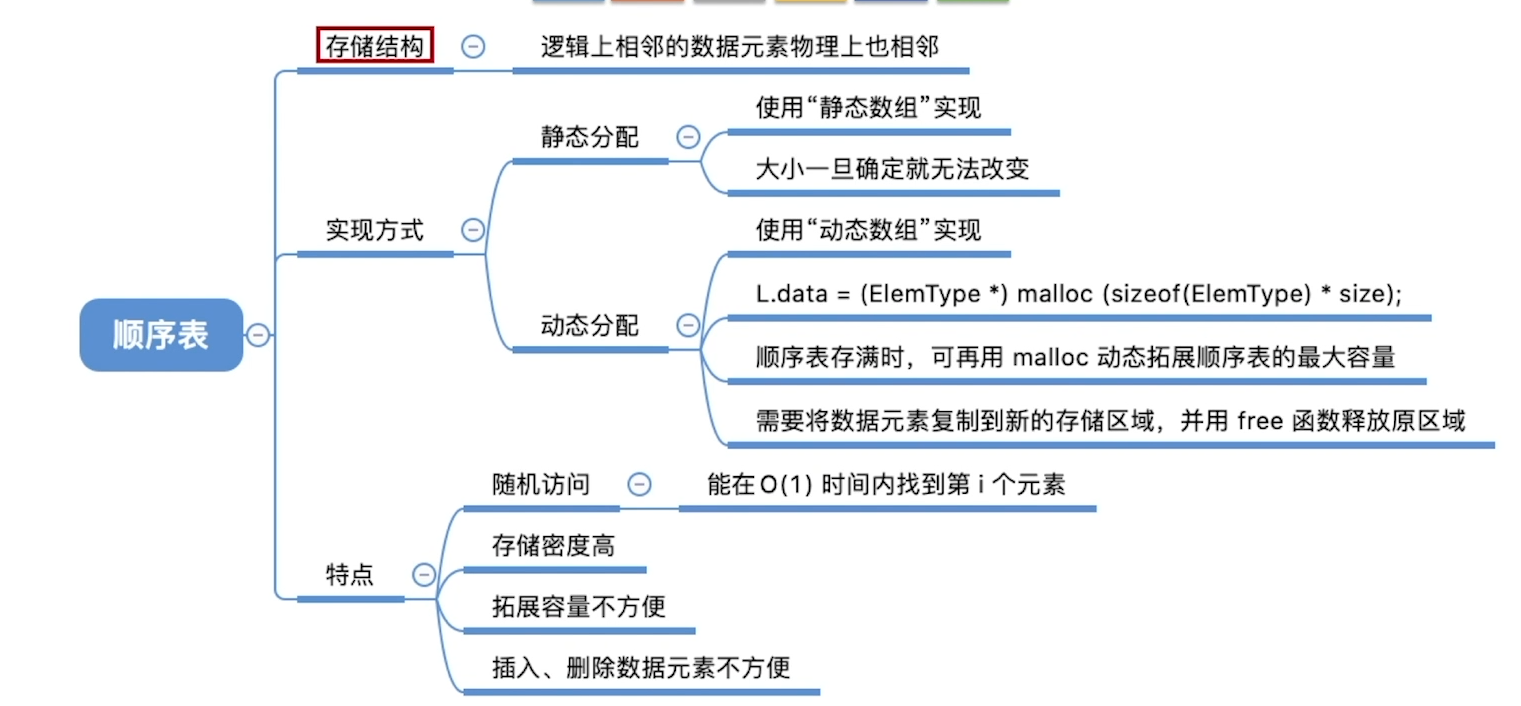 存储结构
逻辑上相邻的数据元素物理上也相邻
使用“静态数组”实现
静态分配
大小一旦确定就无法改变
实现方式
使用“动态数组”实现
L.data = (ElemType *) malloc (sizeof(ElemType) * size);
动态分配
顺序表
顺序表存满时，可再用 malloc 动态拓展顺序表的最大容量
需要将数据元素复制到新的存储区域，并用 free 函数释放原区域
随机访问
能在O(1) 时间内找到第 i 个元素
存储密度高
特点
拓展容量不方便
插入、删除数据元素不方便